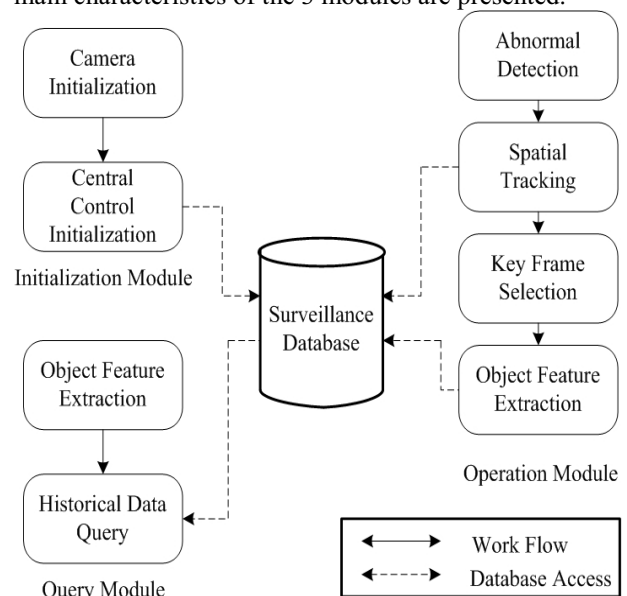 main characteristics of the 3 modules are presented.
Camera
Initialization
Central
Control
Initialization
Initialization Module
Object Feature
Extraction
Historical Data
Query
Query Module
Surveillance
Database
Abnormal
Detection
Spatial
Tracking
Key Frame
Selection
Object Feature
Extraction
Operation Module
Work Flow
Database Access